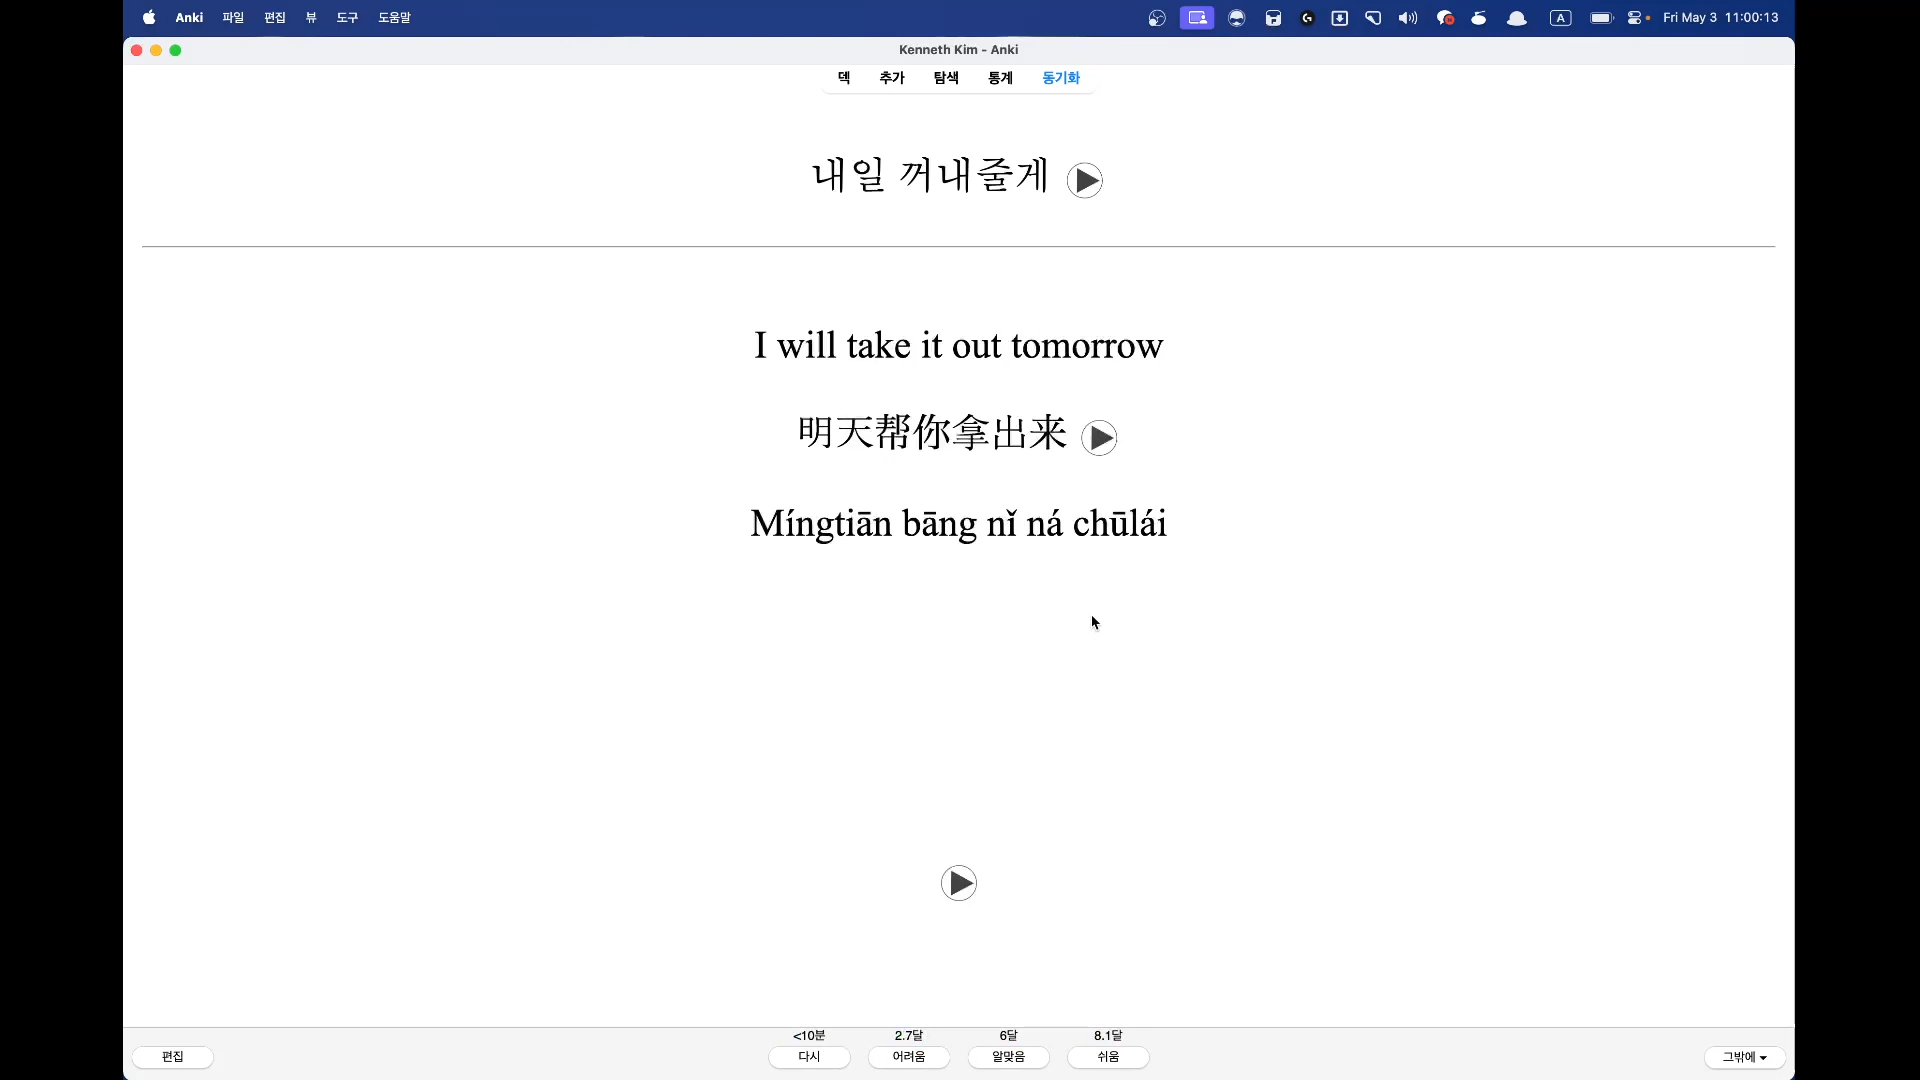 Anki 파일 편집 뷰 도구 도움말 A Fri May 3 11:00:13
Kenneth Kim - Anki
덱 추가 탐색 통계 동기화
내일 꺼내줄게
I will take it out tomorrow
明天帮你拿出来
Míngtiān bāng nǐ ná chūlái
<10분 2.7달 6달 8.1달
편집 다시 어려움 알맞음 쉬움 그밖에